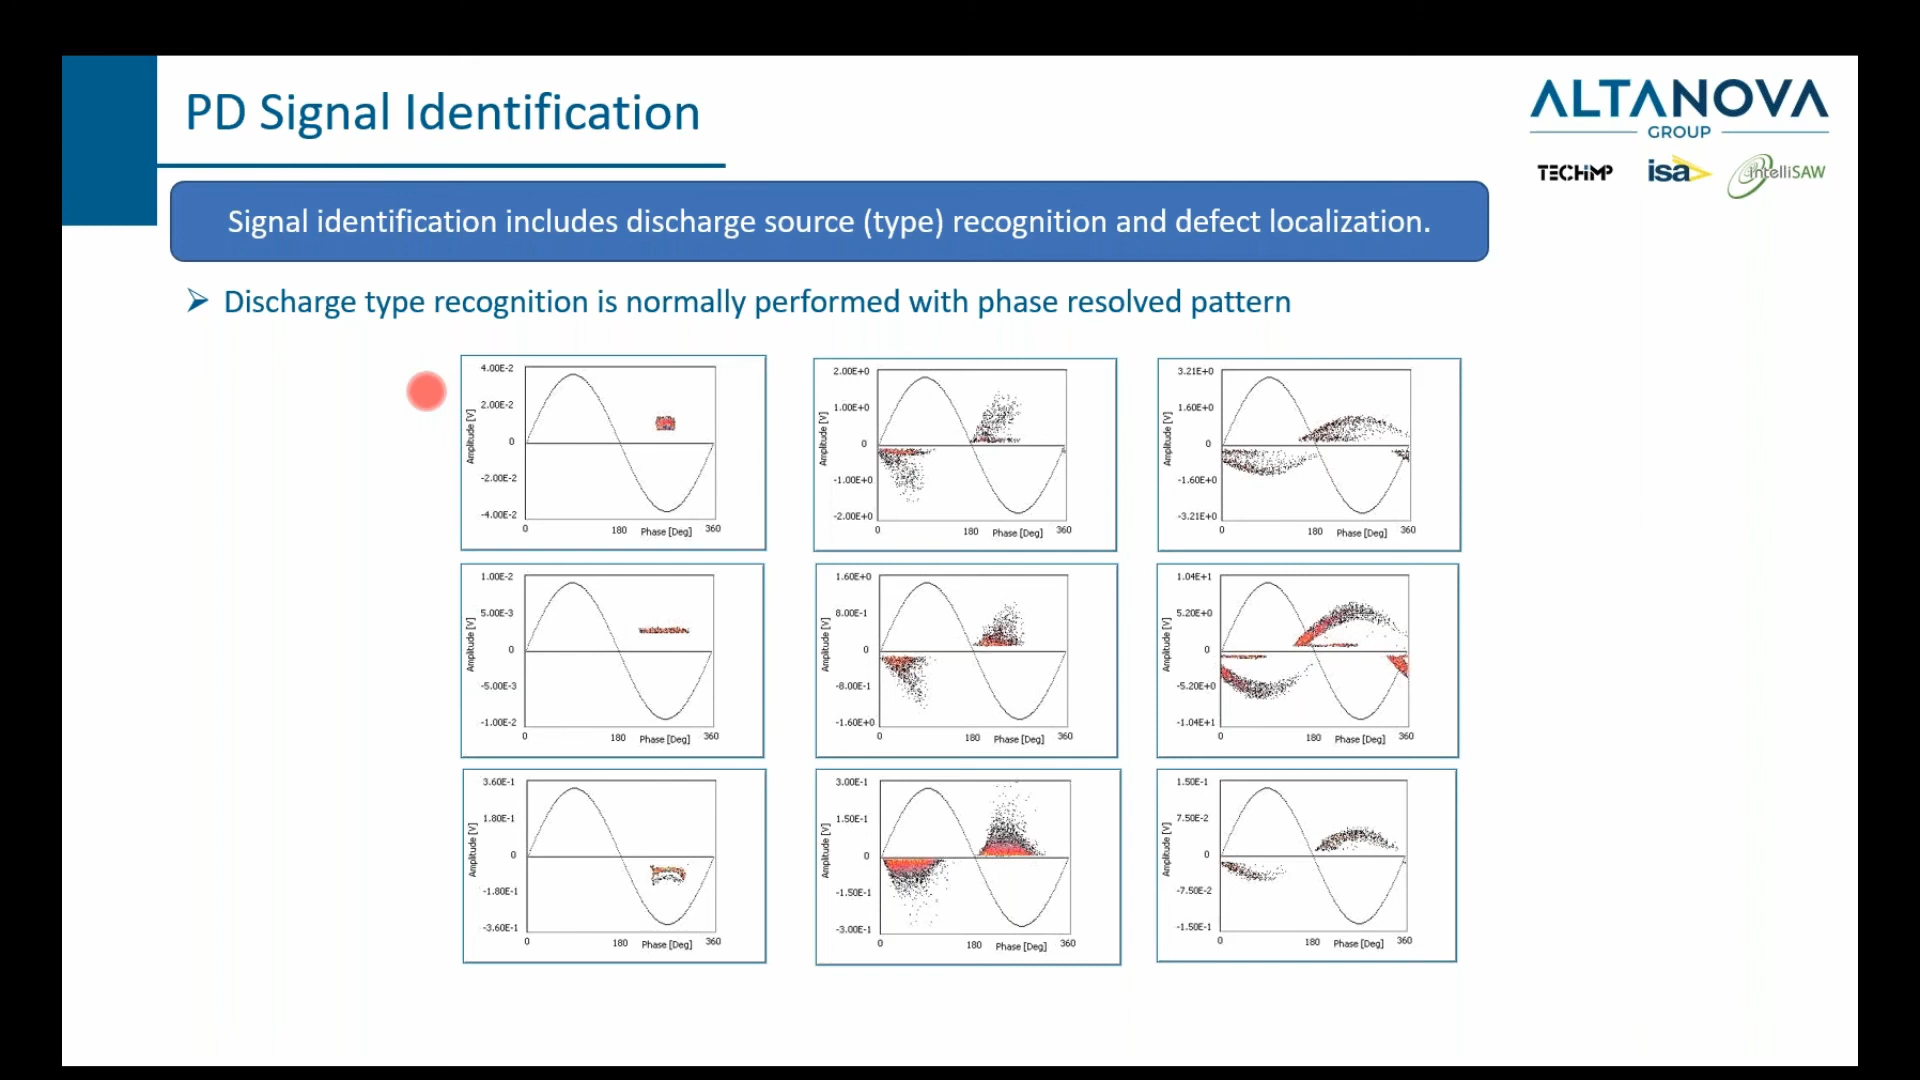 PD Signal Identification
ALTANOVA
GROUP
TECHIMP isa intelliSAW
Signal identification includes discharge source (type) recognition and defect localization.
➢ Discharge type recognition is normally performed with phase resolved pattern
4.00E-2
2.00E-2
0
-2.00E-2
-4.00E-2
Amplitude [V]
0 180 Phase [Deg] 360
2.00E+0
1.00E+0
0
-1.00E+0
-2.00E+0
Amplitude [V]
0 180 Phase [Deg] 360
3.21E+0
1.60E+0
0
-1.60E+0
-3.21E+0
Amplitude [V]
0 180 Phase [Deg] 360
1.00E-2
5.00E-3
0
-5.00E-3
-1.00E-2
Amplitude [V]
0 180 Phase [Deg] 360
1.60E+0
8.00E-1
0
-8.00E-1
-1.60E+0
Amplitude [V]
0 180 Phase [Deg] 360
1.04E+1
5.20E+0
0
-5.20E+0
-1.04E+1
Amplitude [V]
0 180 Phase [Deg] 360
3.60E-1
1.80E-1
0
-1.80E-1
-3.60E-1
Amplitude [V]
0 180 Phase [Deg] 360
3.00E-1
1.50E-1
0
-1.50E-1
-3.00E-1
Amplitude [V]
0 180 Phase [Deg] 360
1.50E-1
7.50E-2
0
-7.50E-2
-1.50E-1
Amplitude [V]
0 180 Phase [Deg] 360